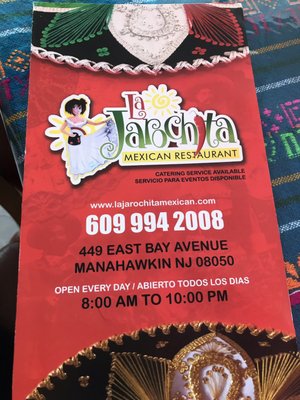 La
Jarochita
MEXICAN RESTAURANT
CATERING SERVICE AVAILABLE
SERVICIO PARA EVENTOS DISPONIBLE
www.lajarochitamexican.com
609 994 2008
449 EAST BAY AVENUE
MANAHAWKIN NJ 08050
OPEN EVERY DAY / ABIERTO TODOS LOS DIAS
8:00 AM TO 10:00 PM